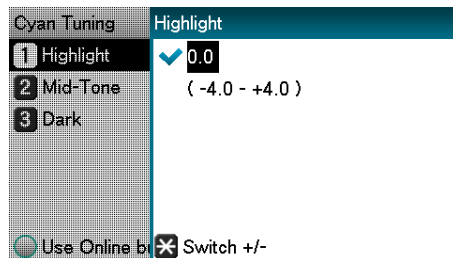 Cyan Tuning
1 Highlight
2 Mid-Tone
3 Dark
Use Online
Highlight
0.0
( -4.0 - +4.0 )
Switch +/-